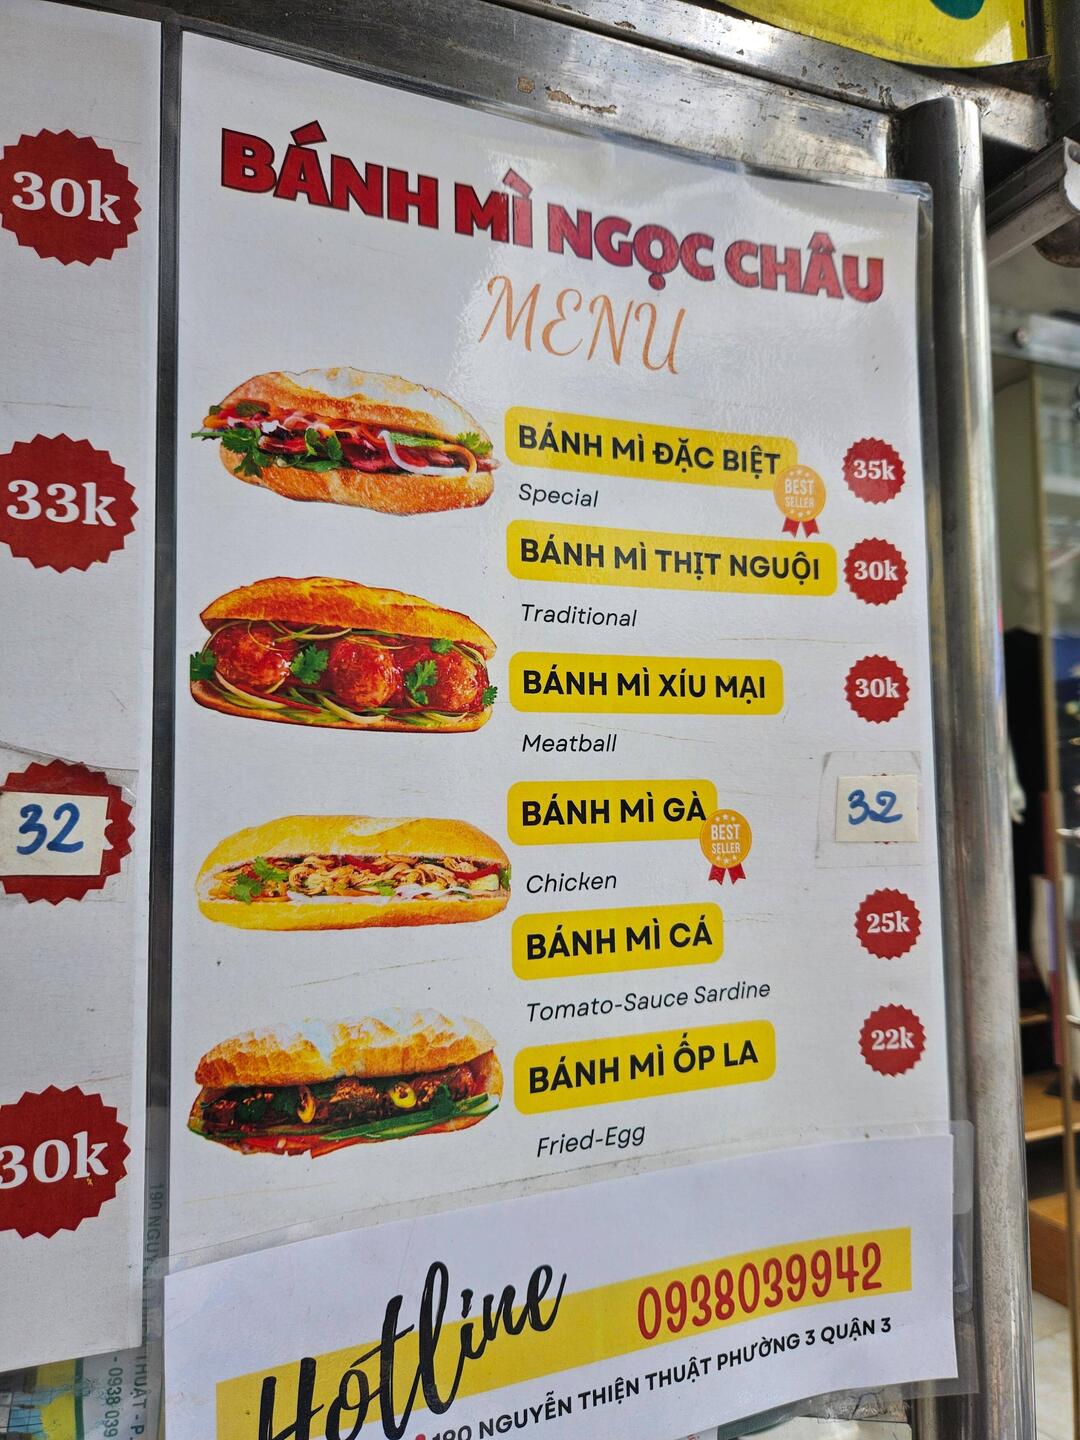 30k
33k
32
30k
BÁNH MÌ NGỌC CHÂU
MENU
BÁNH MÌ ĐẶC BIỆT
35k
Special
BEST SELLER
BÁNH MÌ THỊT NGUỘI
30k
Traditional
BÁNH MÌ XÍU MẠI
30k
Meatball
BÁNH MÌ GÀ
32
BEST SELLER
Chicken
BÁNH MÌ CÁ
25k
Tomato-Sauce Sardine
BÁNH MÌ ỐP LA
22k
Fried-Egg
Hotline
0938039942
190 NGUYỄN THIỆN THUẬT PHƯỜNG 3 QUẬN 3